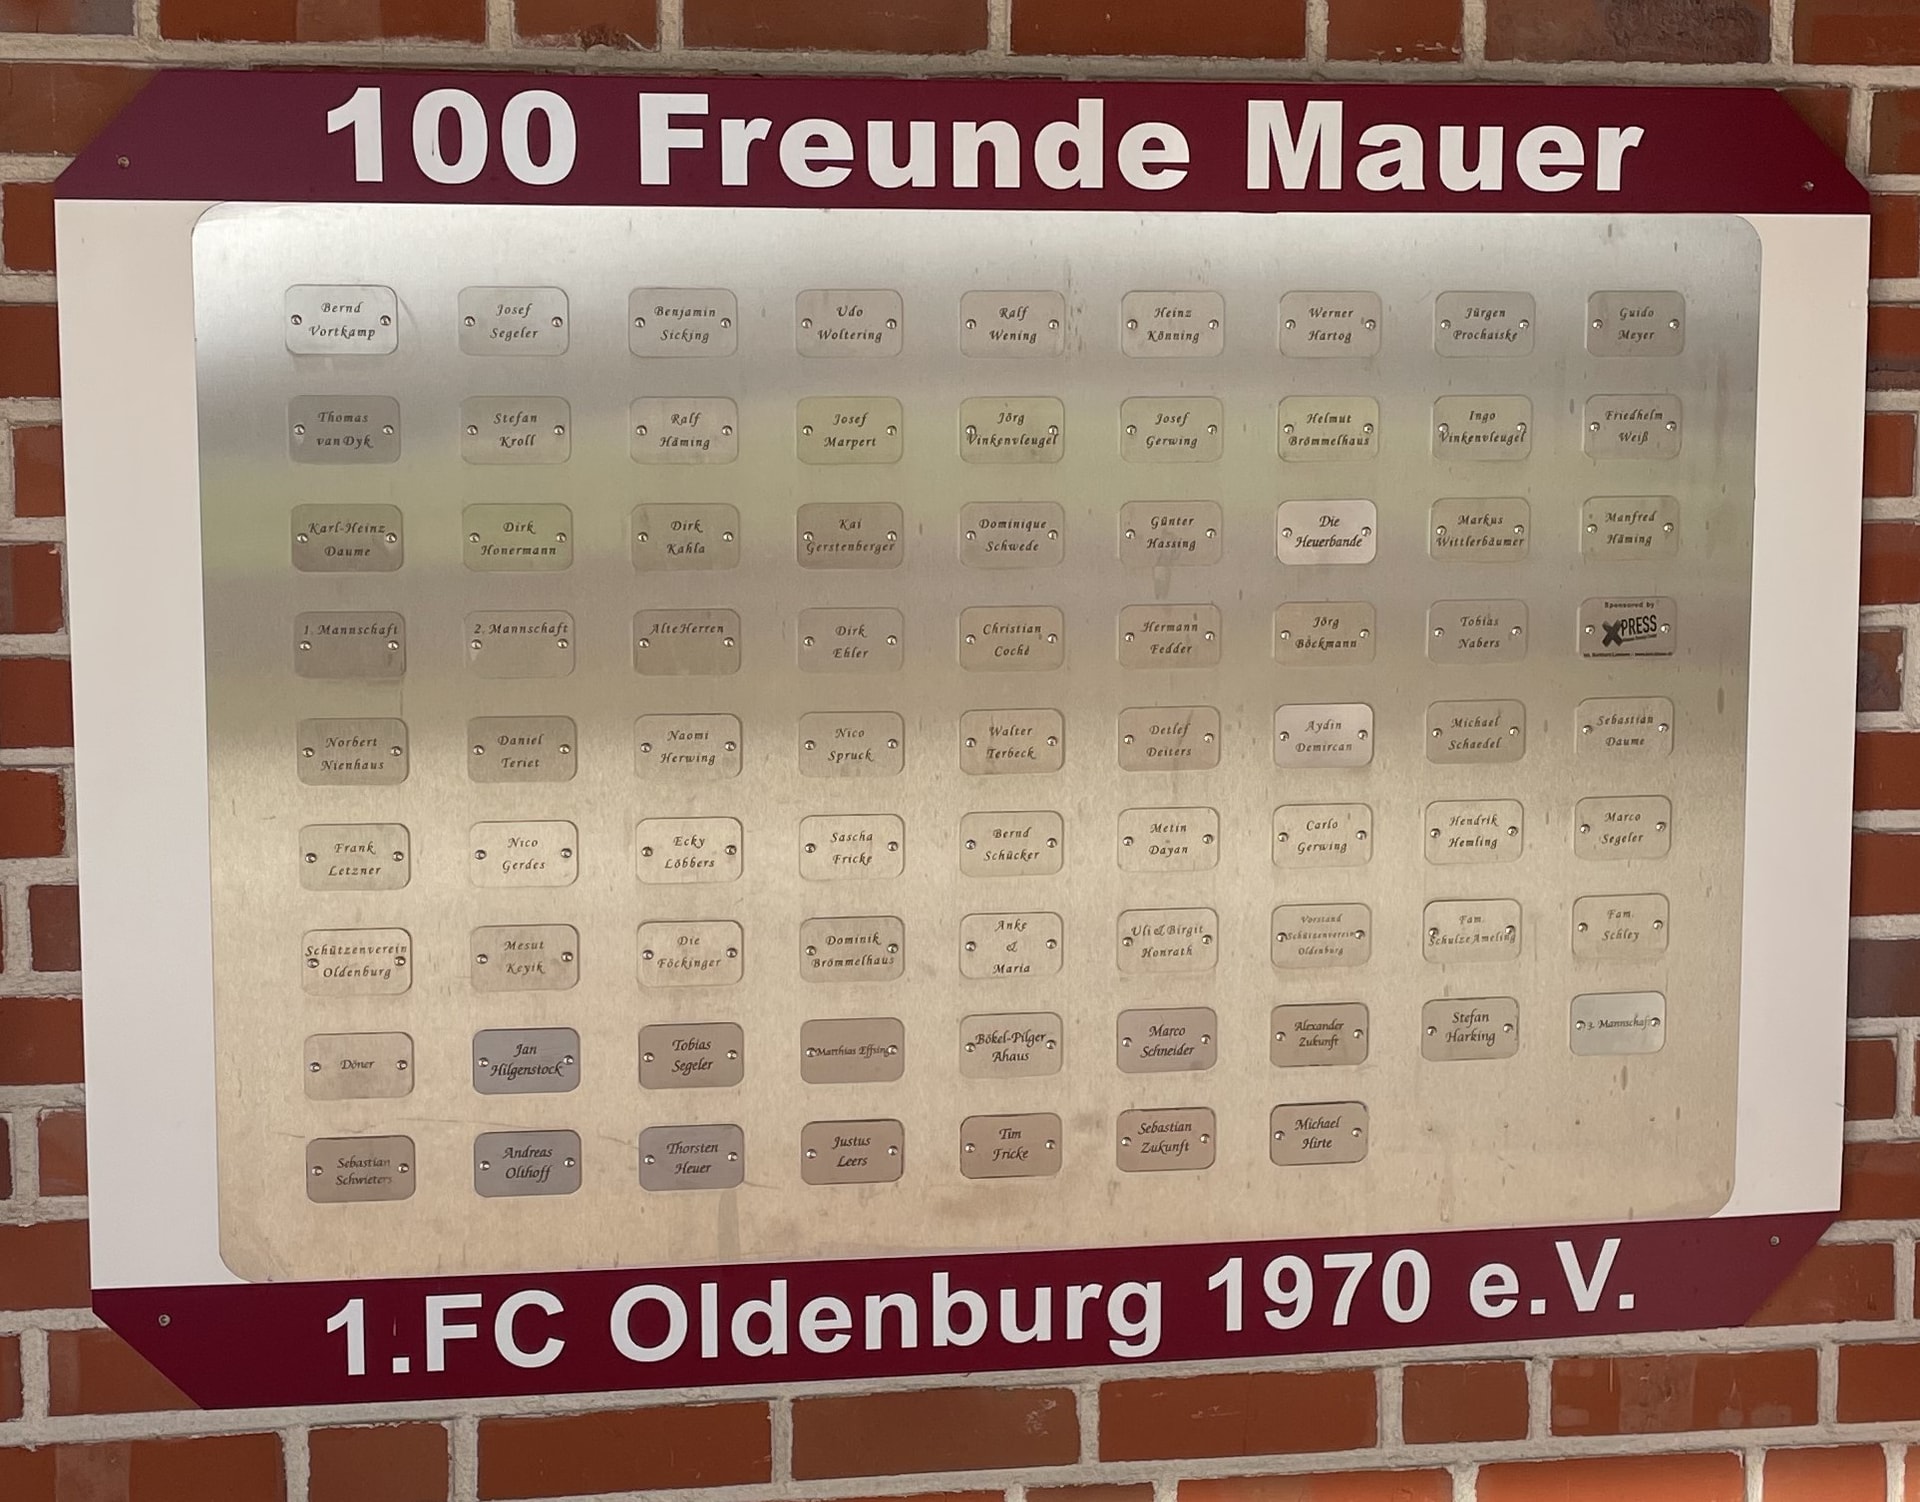 100 Freunde Mauer
Bernd
Vortkamp
Josef
Segeler
Benjamin
Sicking
Udo
Woltering
Ralf
Wening
Heinz
Könning
Werner
Hartog
Jürgen
Prochaiske
Guido
Meyer
Thomas
van Dyk
Stefan
Kroll
Ralf
Häming
Josef
Marpert
Jörg
Vinkenvleugel
Josef
Gerwing
Helmut
Brömmelhaus
Ingo
Vinkenvleugel
Friedhelm
Weiß
Karl-Heinz
Daume
Dirk
Honermann
Dirk
Kahla
Kai
Gerstenberger
Dominique
Schwede
Günter
Hassing
Die
Heuerbande
Markus
Wittlerbäumer
Manfred
Häming
1. Mannschaft
2. Mannschaft
Alte Herren
Dirk
Ehler
Christian
Cochè
Hermann
Fedder
Jörg
Böckmann
Tobias
Nabers
Sponsored by
XPRESS
Norbert
Nienhaus
Daniel
Teriet
Naomi
Herwing
Nico
Spruck
Walter
Terbeck
Detlef
Deiters
Aydin
Demircan
Michael
Schaedel
Sebastian
Daume
Frank
Letzner
Nico
Gerdes
Ecky
Löbbers
Sascha
Fricke
Bernd
Schücker
Metin
Dayan
Carlo
Gerwing
Hendrik
Hemling
Marco
Segeler
Schützenverein
Oldenburg
Mesut
Keyik
Die
Föckinger
Dominik
Brömmelhaus
Anke
&
Maria
Uli & Birgit
Honrath
Vorstand
Schützenverein
Oldenburg
Fam.
Schulze Ameling
Fam.
Schley
Döner
Jan
Hilgenstock
Tobias
Segeler
Matthias Effsing
Bökel-Pilger
Ahaus
Marco
Schneider
Alexander
Zukunft
Stefan
Harking
3. Mannschaft
Sebastian
Schwieters
Andreas
Olthoff
Thorsten
Heuer
Justus
Leers
Tim
Fricke
Sebastian
Zukunft
Michael
Hirte
1.FC Oldenburg 1970 e.V.